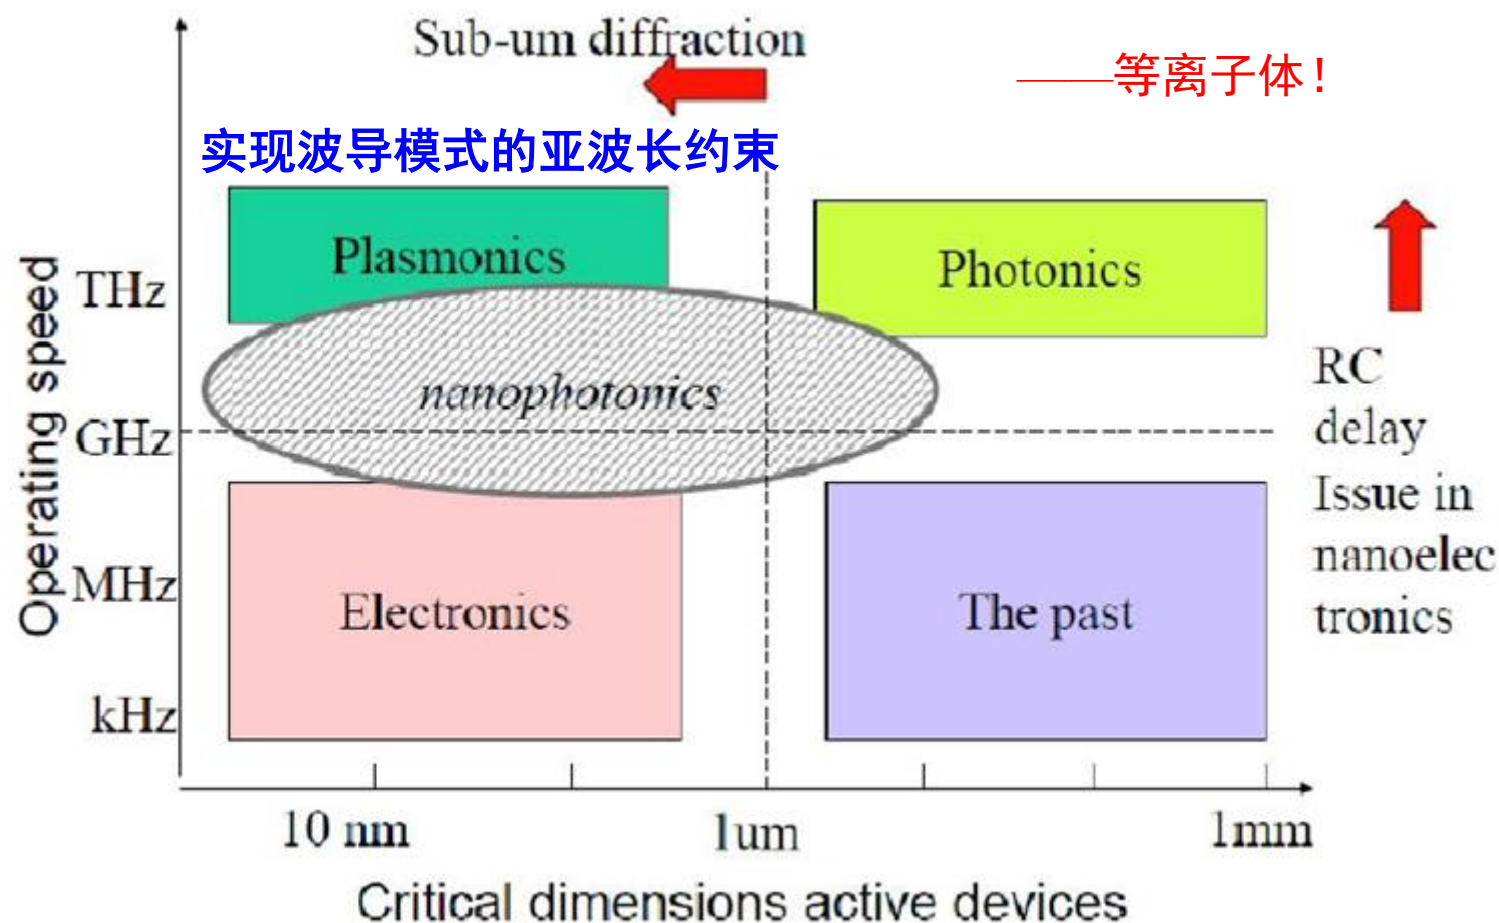 Sub-um diffraction
——等离子体！
实现波导模式的亚波长约束
Plasmonics
Photonics
THz
nanophotonics
RC
delay
GHz
Issue in
nanoelec
tronics
MHz
Electronics
The past
kHz
Operating speed
10 nm
1um
1mm
Critical dimensions active devices